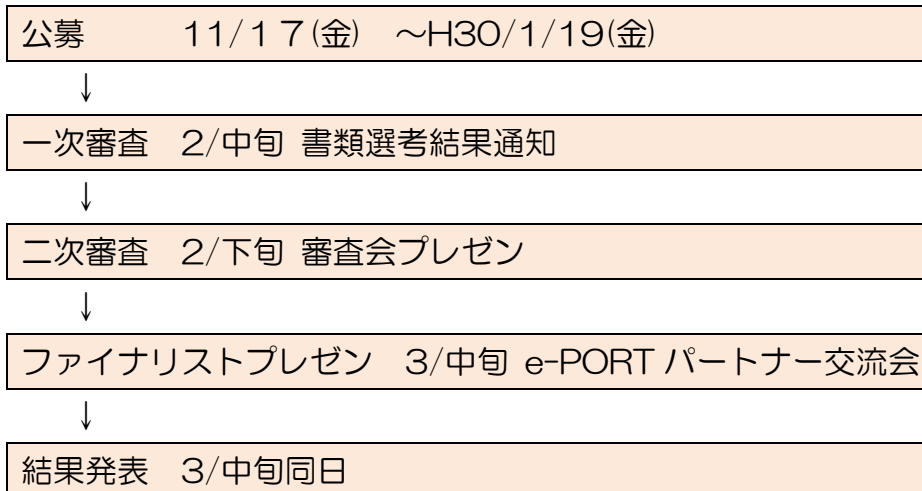 公募　　　11/１７(金)　～H30/1/19(金)
↓
一次審査　2/中旬 書類選考結果通知
↓
二次審査　2/下旬 審査会プレゼン
↓
ファイナリストプレゼン　3/中旬 e-PORT パートナー交流会
↓
結果発表　3/中旬同日